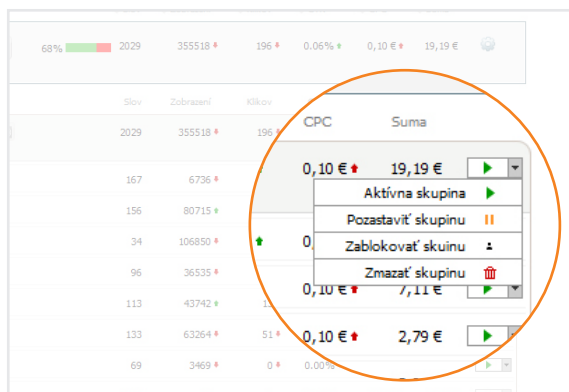 68% 2029 355518 196 0.06% 0,10 € 19,19 €
Slov Zobrazení Klikov CPC Suma
2029 355518 196 0,10 € 19,19 €
Aktívna skupina
167 6736
Pozastaviť skupinu
156 80715
34 106850 0,
Zablokovať skuinu
96 36535
Zmazať skupinu
113 43742 0,10 € 7,11 €
133 63264 51 0,10 € 2,79 €
69 3469 0 0.00%